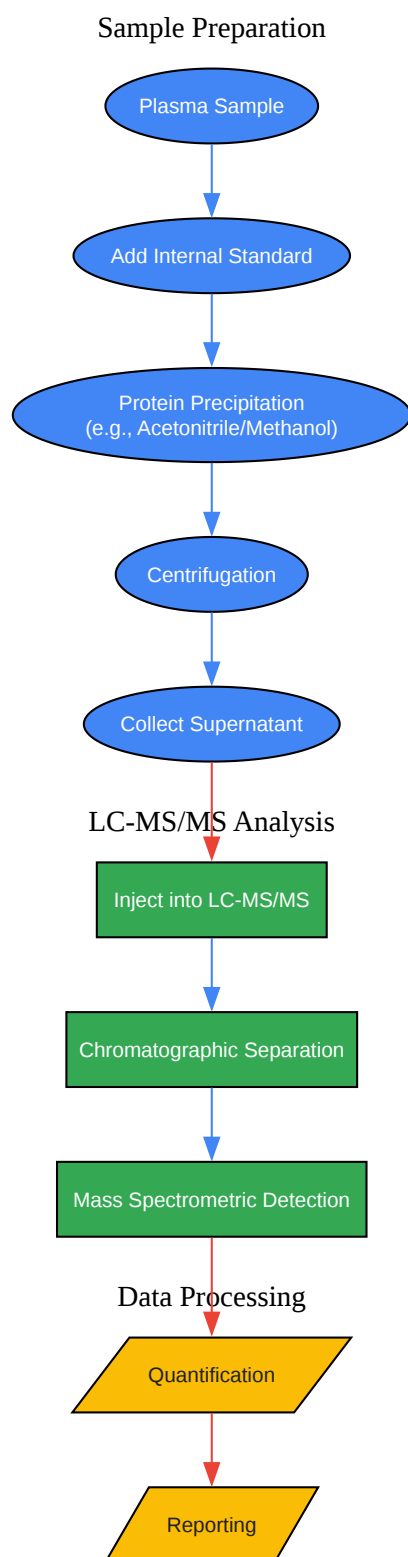 Sample Preparation
Plasma Sample
Add Internal Standard
Protein Precipitation
(e.g., Acetonitrile/Methanol)
Centrifugation
Collect Supernatant
LC-MS/MS Analysis
Inject into LC-MS/MS
Chromatographic Separation
Mass Spectrometric Detection
Data Processing
Quantification
Reporting